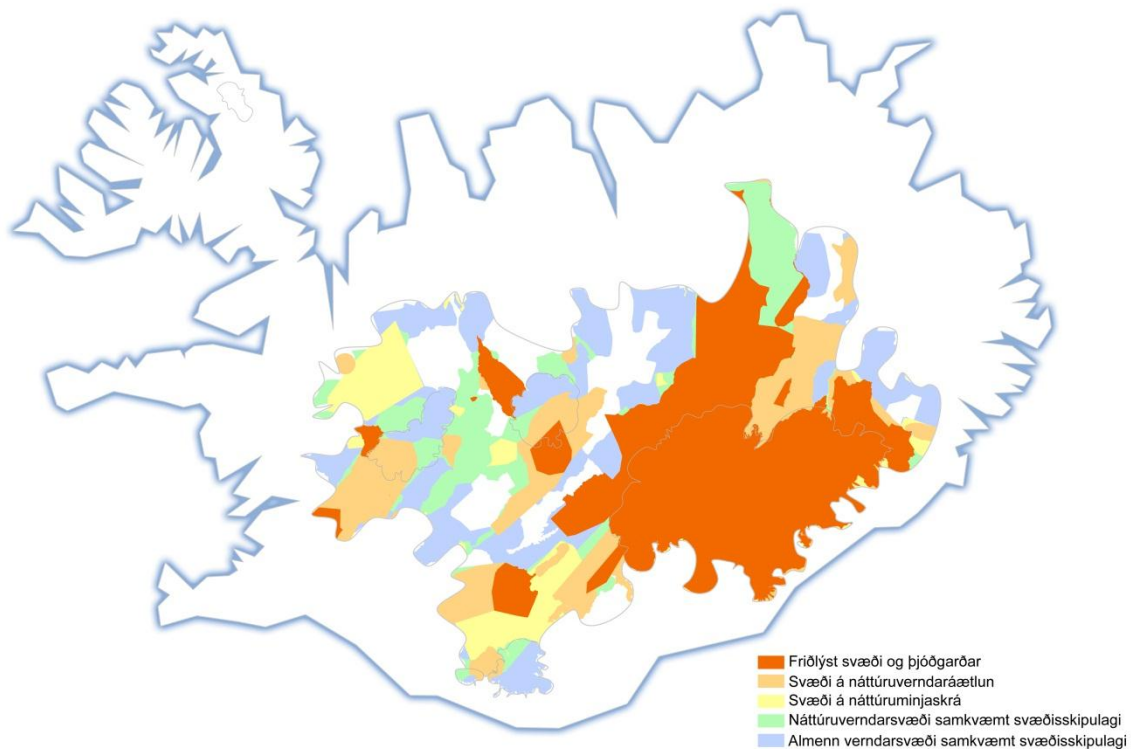 Friðlýst svæði og þjóðgarðar
Svæði á náttúruverndaráætlun
Svæði á náttúruminjaskrá
Náttúruverndarsvæði samkvæmt svæðisskipulagi
Almenn verndarsvæði samkvæmt svæðisskipulagi